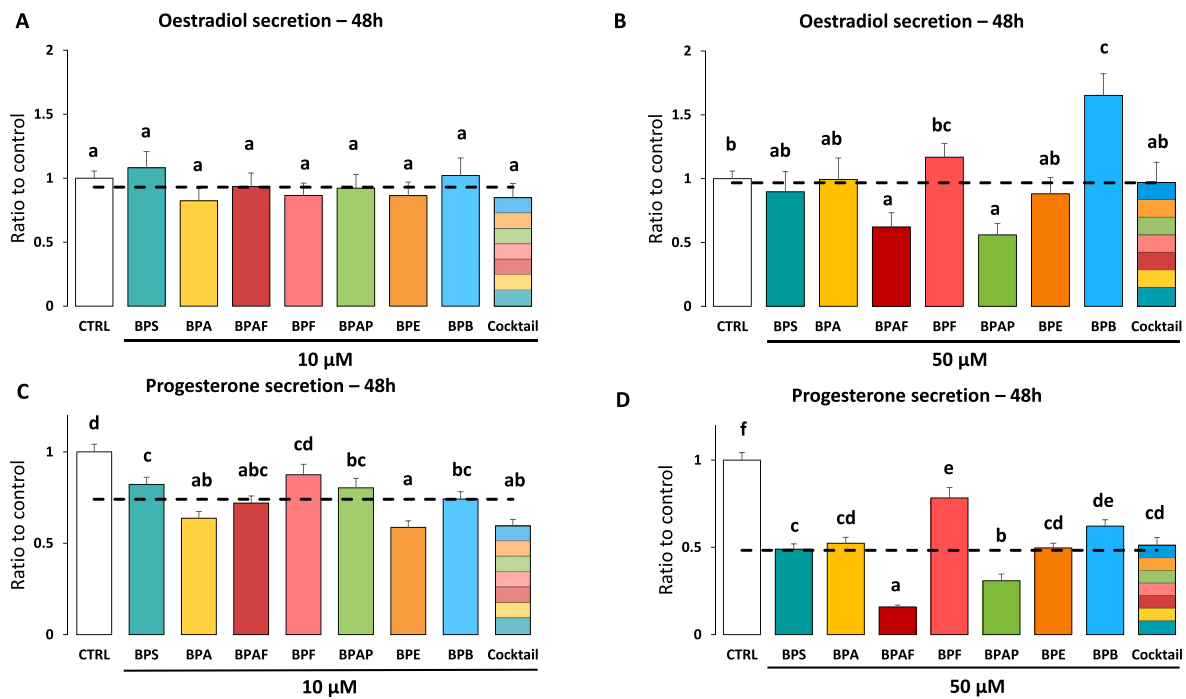 A
Oestradiol secretion – 48h
2
1.5
1
0.5
0
Ratio to control
a a a a a a a a a
CTRL BPS BPA BPAF BPF BPAP BPE BPB Cocktail
10 µM
B
Oestradiol secretion – 48h
2
1.5
1
0.5
0
Ratio to control
b ab ab a bc a ab c ab
CTRL BPS BPA BPAF BPF BPAP BPE BPB Cocktail
50 µM
C
Progesterone secretion – 48h
1
0.5
0
Ratio to control
d c ab abc cd bc a bc ab
CTRL BPS BPA BPAF BPF BPAP BPE BPB Cocktail
10 µM
D
Progesterone secretion – 48h
1
0.5
0
Ratio to control
f c cd a e b cd de cd
CTRL BPS BPA BPAF BPF BPAP BPE BPB Cocktail
50 µM